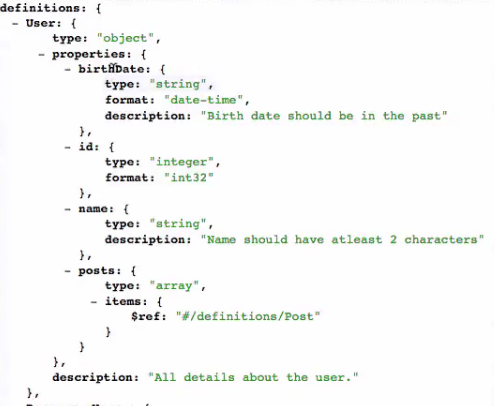 definitions: {
- User: {
type: "object",
- properties: {
- birthDate: {
type: "string",
format: "date-time",
description: "Birth date should be in the past"
},
- id: {
type: "integer",
format: "int32"
},
- name: {
type: "string",
description: "Name should have atleast 2 characters"
},
- posts: {
type: "array",
- items: {
$ref: "#/definitions/Post"
}
}
},
description: "All details about the user."
},